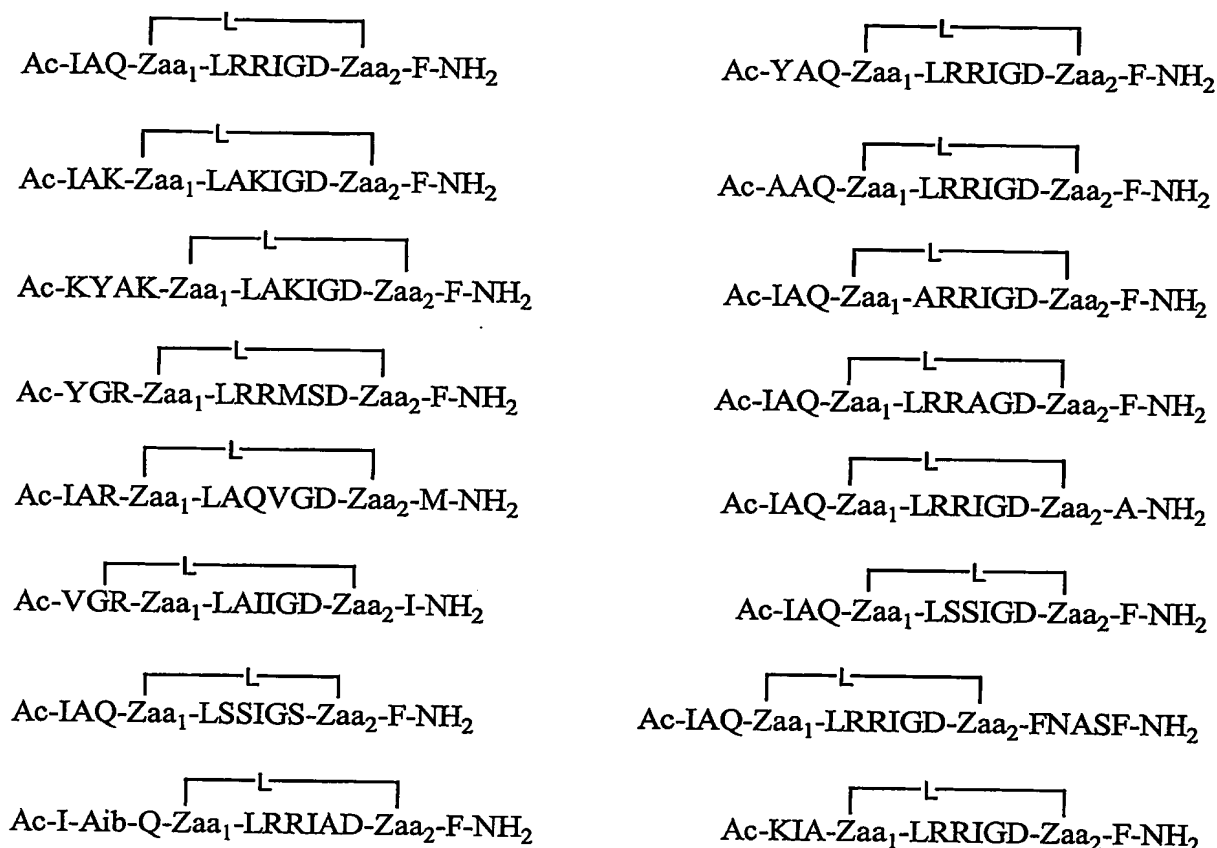 L
Ac-IAQ-Zaa₁-LRRIGD-Zaa₂-F-NH₂
L
Ac-IAK-Zaa₁-LAKIGD-Zaa₂-F-NH₂
L
Ac-KYAK-Zaa₁-LAKIGD-Zaa₂-F-NH₂
L
Ac-YGR-Zaa₁-LRRMSD-Zaa₂-F-NH₂
L
Ac-IAR-Zaa₁-LAQVGD-Zaa₂-M-NH₂
L
Ac-VGR-Zaa₁-LAIIGD-Zaa₂-I-NH₂
L
Ac-IAQ-Zaa₁-LSSIGS-Zaa₂-F-NH₂
L
Ac-I-Aib-Q-Zaa₁-LRRIAD-Zaa₂-F-NH₂
L
Ac-YAQ-Zaa₁-LRRIGD-Zaa₂-F-NH₂
L
Ac-AAQ-Zaa₁-LRRIGD-Zaa₂-F-NH₂
L
Ac-IAQ-Zaa₁-ARRIGD-Zaa₂-F-NH₂
L
Ac-IAQ-Zaa₁-LRRAGD-Zaa₂-F-NH₂
L
Ac-IAQ-Zaa₁-LRRIGD-Zaa₂-A-NH₂
L
Ac-IAQ-Zaa₁-LSSIGD-Zaa₂-F-NH₂
L
Ac-IAQ-Zaa₁-LRRIGD-Zaa₂-FNASF-NH₂
L
Ac-KIA-Zaa₁-LRRIGD-Zaa₂-F-NH₂